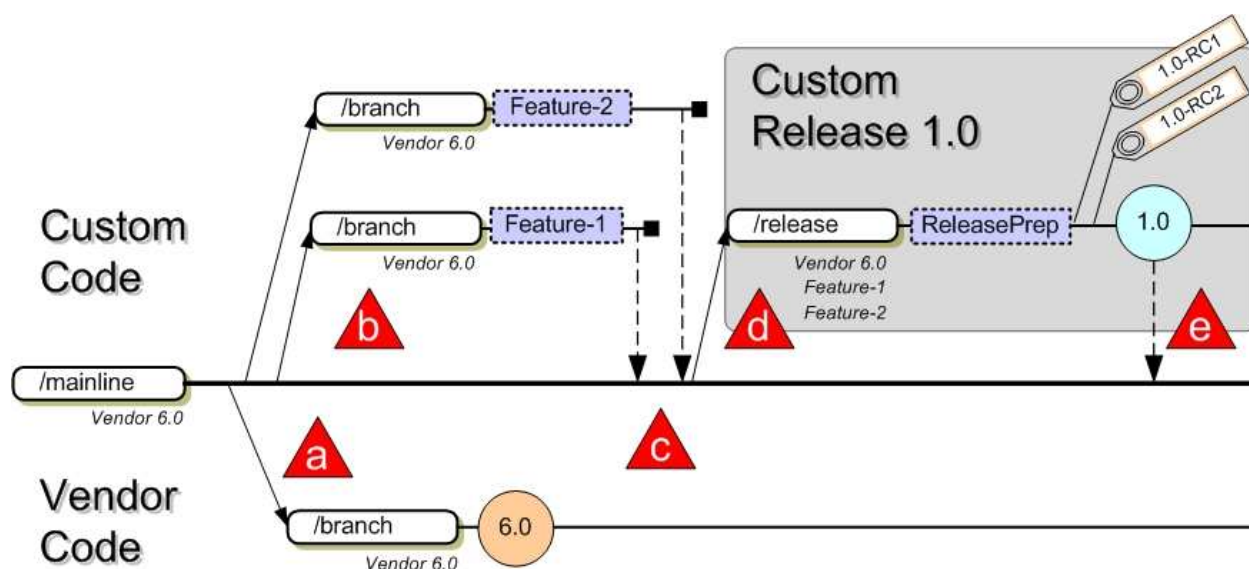 Custom
Release 1.0
1.0-RC1
1.0-RC2
/branch
Feature-2
Vendor 6.0
Custom
Code
/branch
Feature-1
Vendor 6.0
/release
ReleasePrep
1.0
Vendor 6.0
Feature-1
Feature-2
b
d
e
/mainline
Vendor 6.0
a
c
Vendor
Code
/branch
6.0
Vendor 6.0